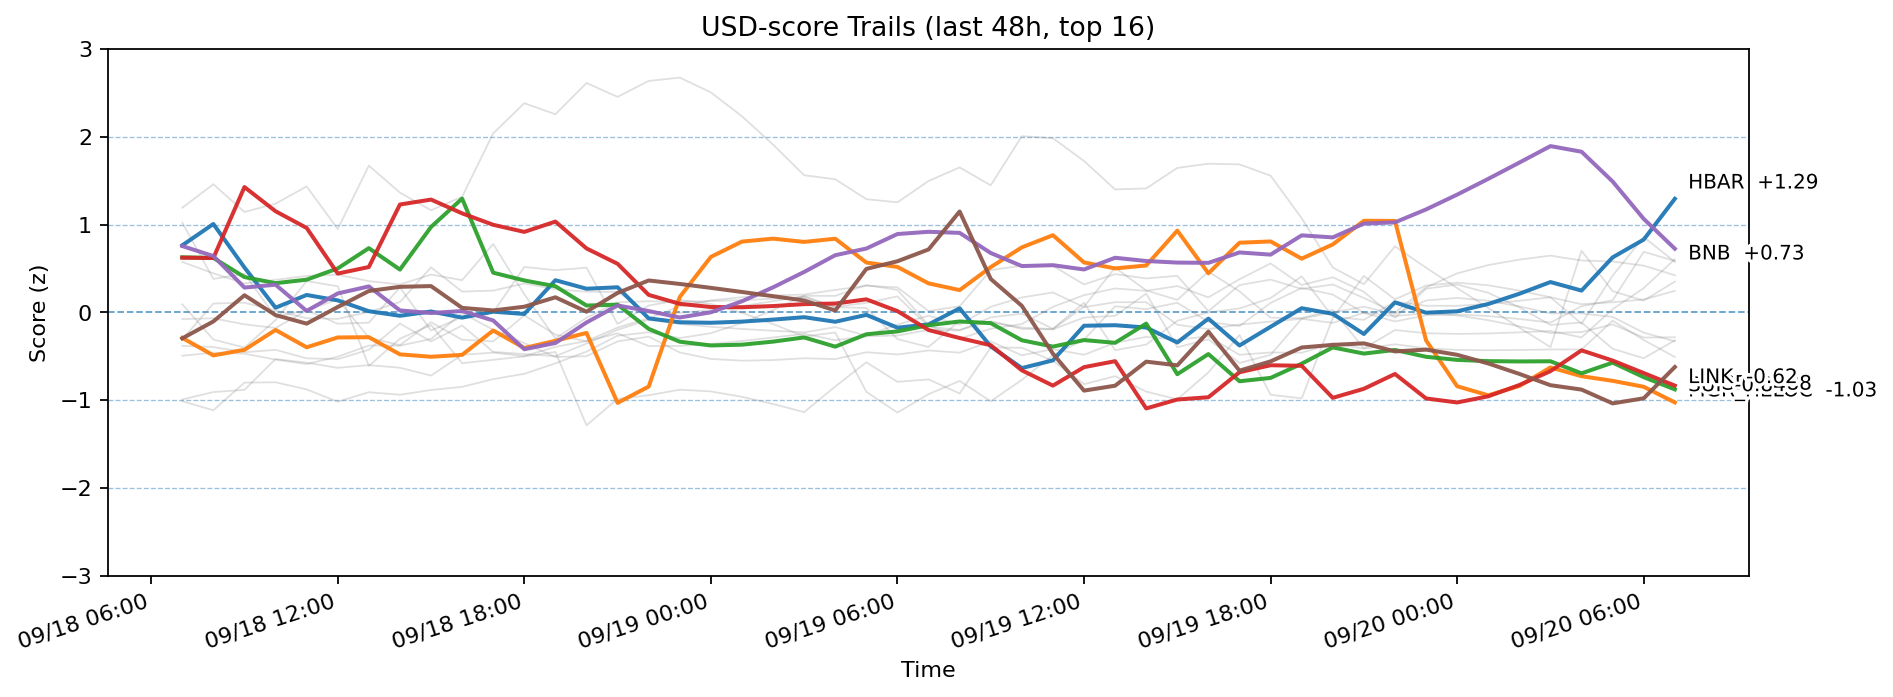 USD-score Trails (last 48h, top 16)
Score (z)
3
2
1
0
−1
−2
−3
HBAR +1.29
BNB +0.73
LINK -0.62
-1.03
09/18 06:00
09/18 12:00
09/18 18:00
09/19 00:00
09/19 06:00
09/19 12:00
09/19 18:00
09/20 00:00
09/20 06:00
Time